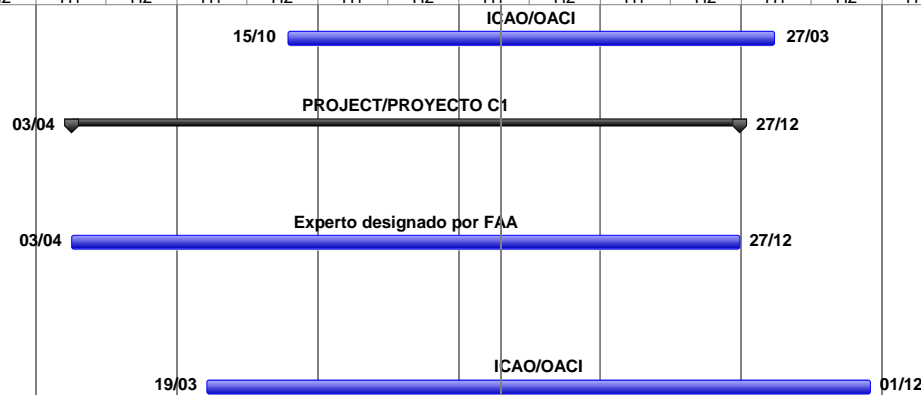 ICAO/OACI
15/10 27/03
PROJECT/PROYECTO C1
03/04 27/12
Experto designado por FAA
03/04 27/12
ICAO/OACI
19/03 01/12